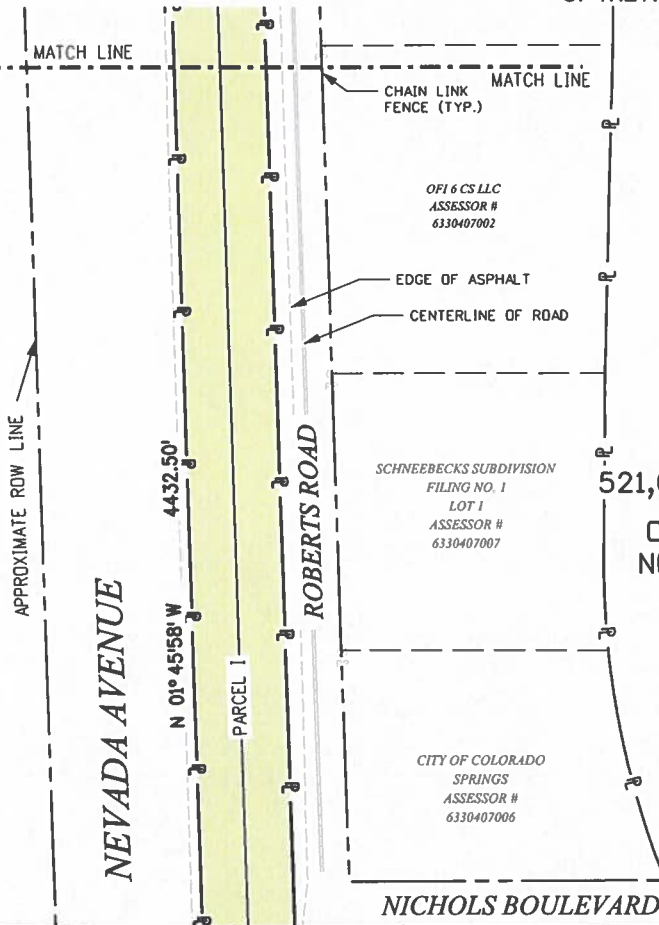 MATCH LINE
MATCH LINE
CHAIN LINK
FENCE (TYP.)
OFI 6 CS LLC
ASSESSOR #
6330407002
EDGE OF ASPHALT
CENTERLINE OF ROAD
APPROXIMATE ROW LINE
4432.50'
N 01° 45'58' W
ROBERTS ROAD
SCHNEEBECKS SUBDIVISION
FILING NO. 1
LOT 1
ASSESSOR #
6330407007
521,
NEVADA AVENUE
PARCEL I
CITY OF COLORADO
SPRINGS
ASSESSOR #
6330407006
NICHOLS BOULEVARD